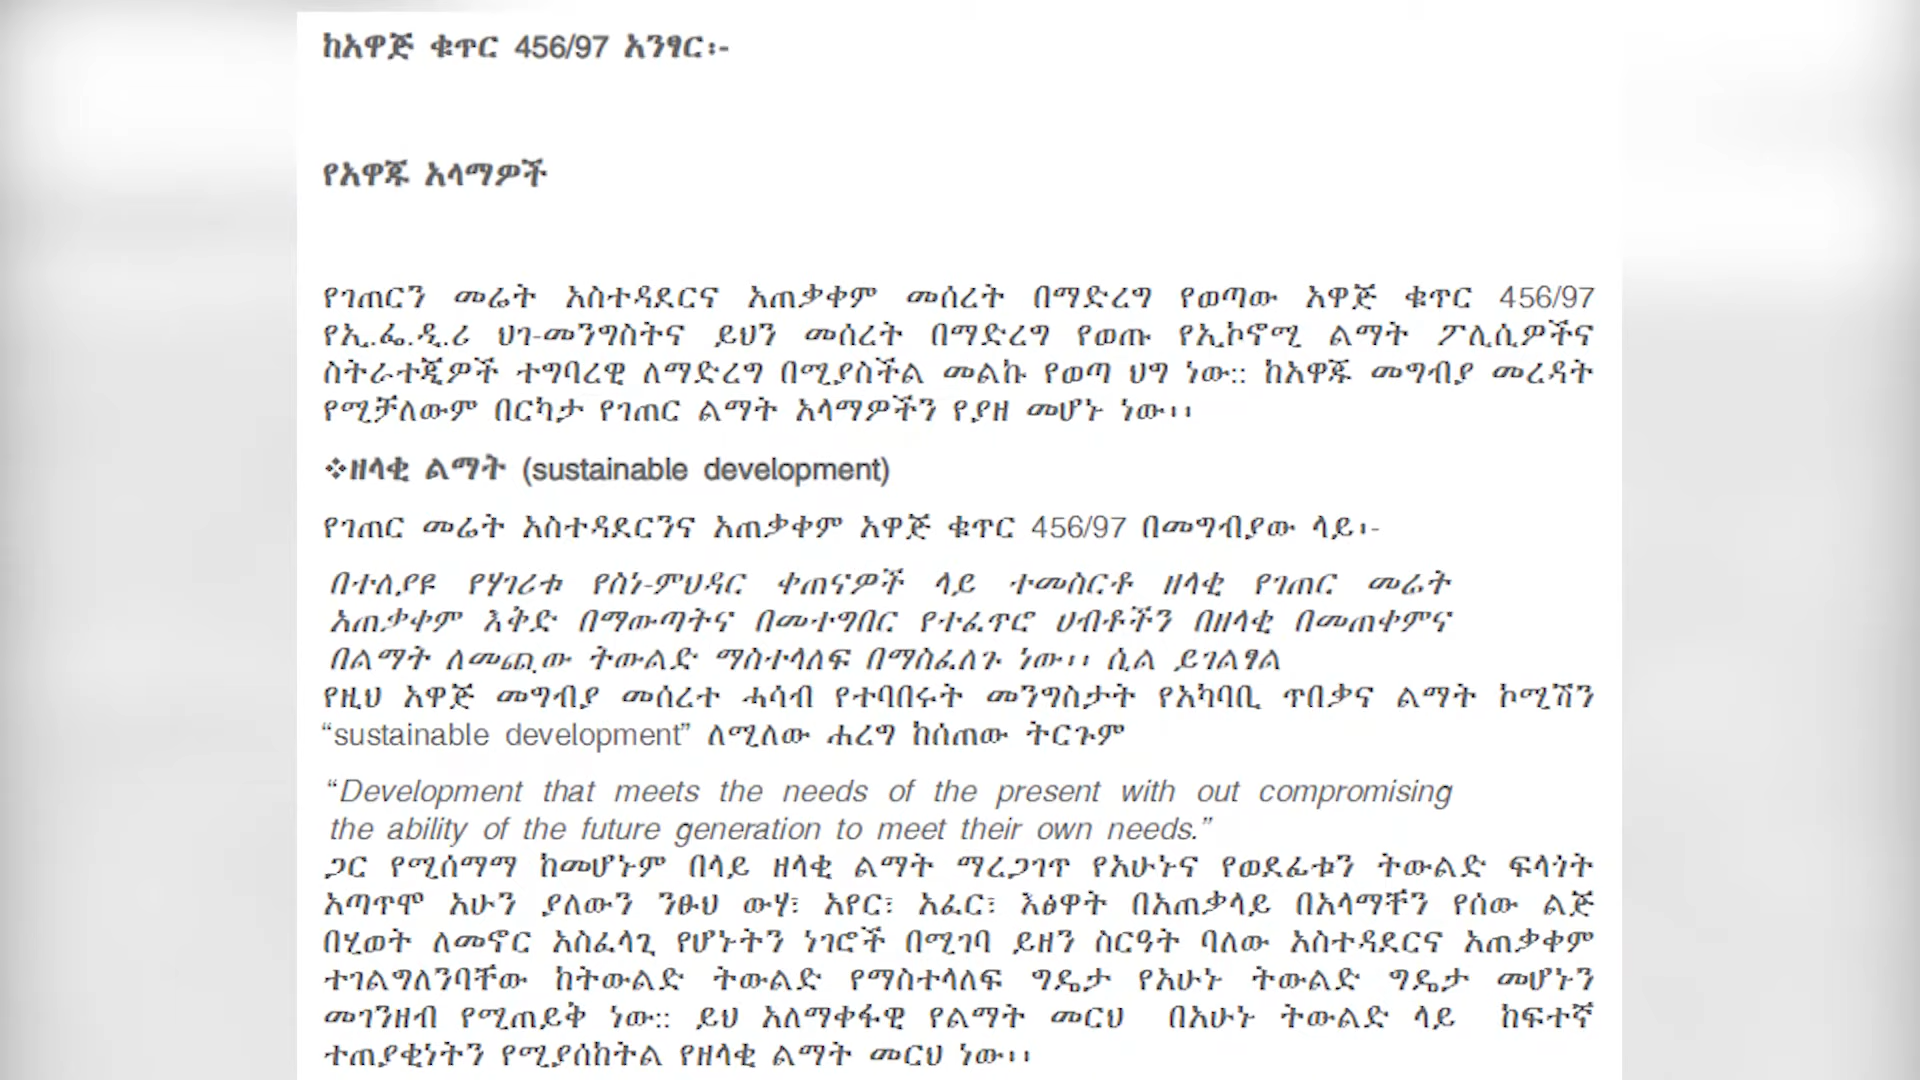 ከአዋጅ ቁጥር 456/97 አንፃር፡-
የአዋጁ አላማዎች
የገጠርን መሬት አስተዳደርና አጠቃቀም መሰረት በማድረግ የወጣው አዋጅ ቁጥር 456/97
የኢ.ፌ.ዲ.ሪ ህገ-መንግስትና ይህን መሰረት በማድረግ የወጡ የኢኮኖሚ ልማት ፖሊሲዎችና
ስትራተጂዎች ተግባረዊ ለማድረግ በሚያስችል መልኩ የወጣ ህግ ነው:: ከአዋጁ መግብያ መረዳት
የሚቻለውም በርካታ የገጠር ልማት አላማዎችን የያዘ መሆኑ ነው፡፡
❖ዘላቂ ልማት (sustainable development)
የገጠር መሬት አስተዳደርንና አጠቃቀም አዋጅ ቁጥር 456/97 በመግብያው ላይ፡-
በተለያዩ የሃገሪቱ የስነ-ምህዳር ቀጠናዎች ላይ ተመስርቶ ዘላቂ የገጠር መሬት
አጠቃቀም እቅድ በማውጣትና በመተግበር የተፈጥሮ ሀብቶችን በዘላቂ በመጠቀምና
በልማት ለመጪው ትውልድ ማስተላለፍ በማስፈለጉ ነው፡፡ ሲል ይገልፃል
የዚህ አዋጅ መግብያ መሰረተ ሓሳብ የተባበሩት መንግስታት የአካባቢ ጥበቃና ልማት ኮሚሽን
“sustainable development” ለሚለው ሐረግ ከሰጠው ትርጉም
“Development that meets the needs of the present with out compromising
the ability of the future generation to meet their own needs.”
ጋር የሚሰማማ ከመሆኑም በላይ ዘላቂ ልማት ማረጋገጥ የአሁኑና የወደፊቱን ትውልድ ፍላጎት
አጣጥሞ አሁን ያለውን ንፁህ ውሃ፣ አየር፣ አፈር፣ እፅዋት በአጠቃላይ በአላማቸን የሰው ልጅ
በሂወት ለመኖር አስፈላጊ የሆኑትን ነገሮች በሚገባ ይዘን ስርዓት ባለው አስተዳደርና አጠቃቀም
ተገልግለንባቸው ከትውልድ ትውልድ የማስተላለፍ ግዴታ የአሁኑ ትውልድ ግዴታ መሆኑን
መገንዘብ የሚጠይቅ ነው:: ይህ አለማቀፋዊ የልማት መርህ በአሁኑ ትውልድ ላይ ከፍተኛ
ተጠያቂነትን የሚያሰከትል የዘላቂ ልማት መርህ ነው፡፡